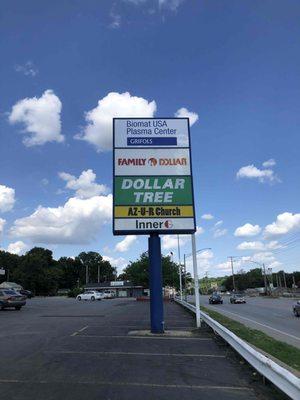 Biomat USA
Plasma Center
GRIFOLS
FAMILY DOLLAR
DOLLAR
TREE
AZ-U-R Church
Inner